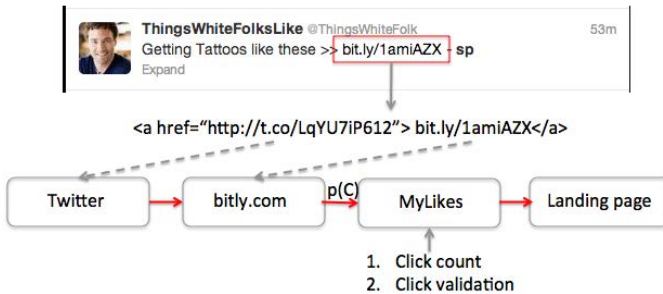 ThingsWhiteFolksLike @ThingsWhiteFolk 53m
Getting Tattoos like these >> bit.ly/1amiAZX - sp
Expand
<a href=“http://t.co/LqYU7iP612”> bit.ly/1amiAZX</a>
Twitter bitly.com p(C) MyLikes Landing page
1. Click count
2. Click validation